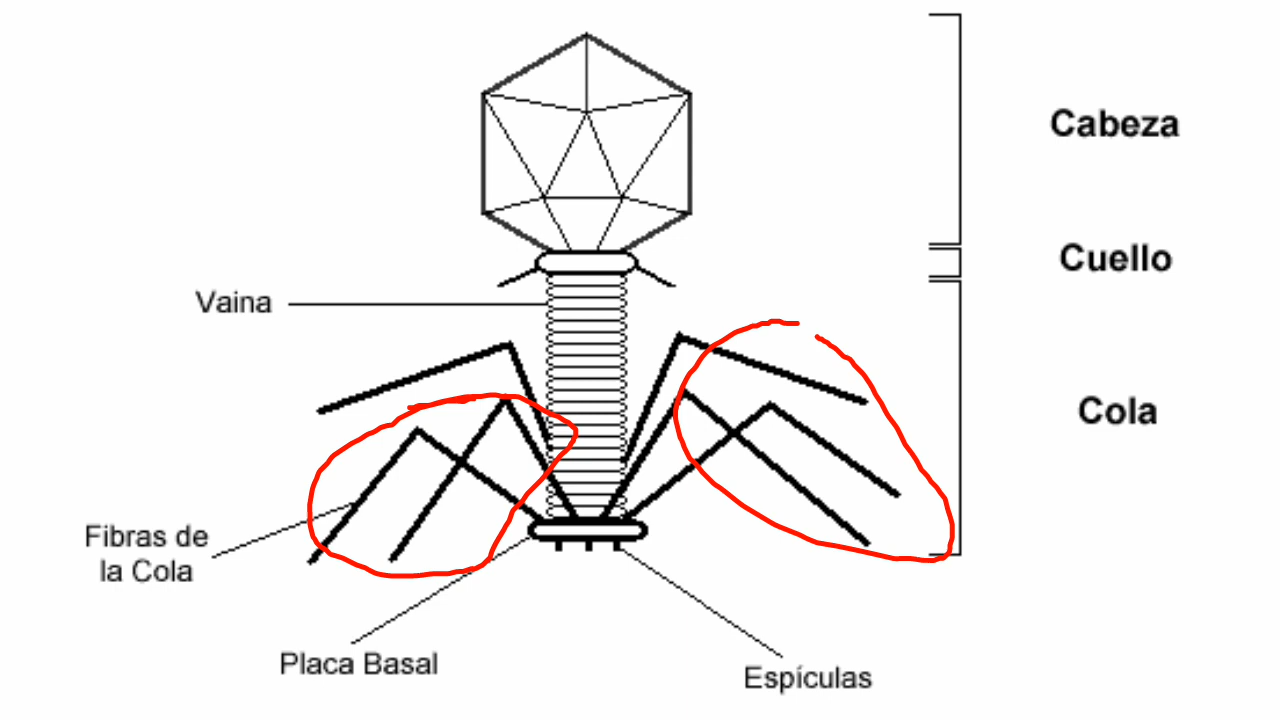 Cabeza
Cuello
Vaina
Cola
Fibras de
la Cola
Placa Basal
Espículas